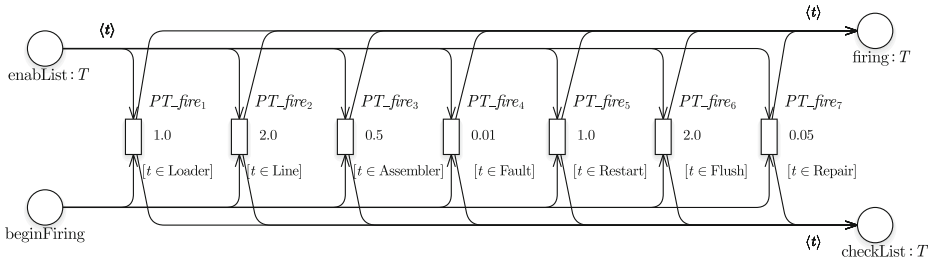 ⟨t⟩ ⟨t⟩
enabList : T firing : T
PT_fire₁ PT_fire₂ PT_fire₃ PT_fire₄ PT_fire₅ PT_fire₆ PT_fire₇
1.0 2.0 0.5 0.01 1.0 2.0 0.05
[t ∈ Loader] [t ∈ Line] [t ∈ Assembler] [t ∈ Fault] [t ∈ Restart] [t ∈ Flush] [t ∈ Repair]
beginFiring ⟨t⟩
checkList : T